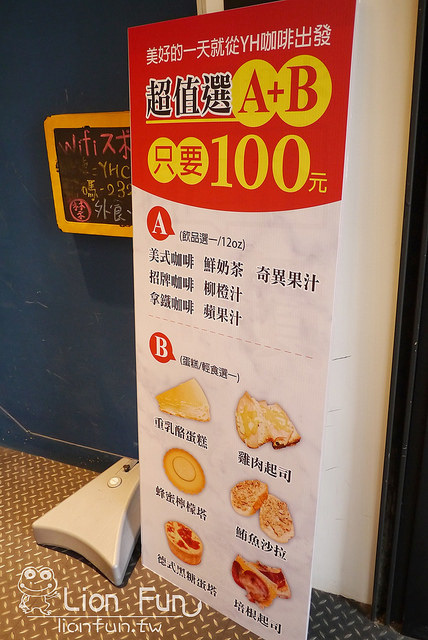 美好的一天就從YH咖啡出發
超值選A+B
只要100元
A (飲品選一/12oz)
美式咖啡 鮮奶茶 奇異果汁
招牌咖啡 柳橙汁
拿鐵咖啡 蘋果汁
B (蛋糕/輕食選一)
重乳酪蛋糕
雞肉起司
蜂蜜檸檬塔
鮪魚沙拉
德式黑糖蛋塔
培根起司
Wifi
YHC
Lion Fun
lionfun.tw